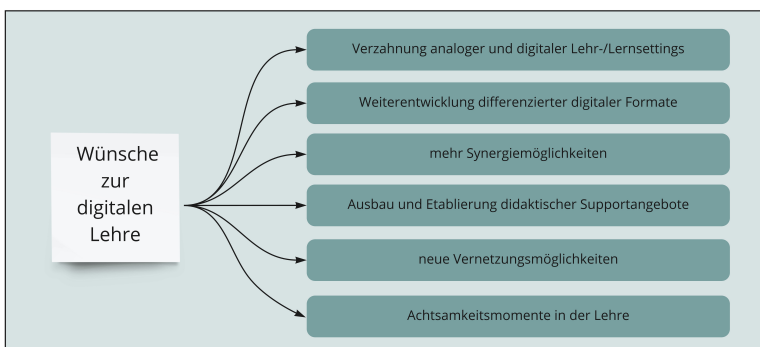 Wünsche
zur
digitalen
Lehre
Verzahnung analoger und digitaler Lehr-/Lernsettings
Weiterentwicklung differenzierter digitaler Formate
mehr Synergiemöglichkeiten
Ausbau und Etablierung didaktischer Supportangebote
neue Vernetzungsmöglichkeiten
Achtsamkeitsmomente in der Lehre